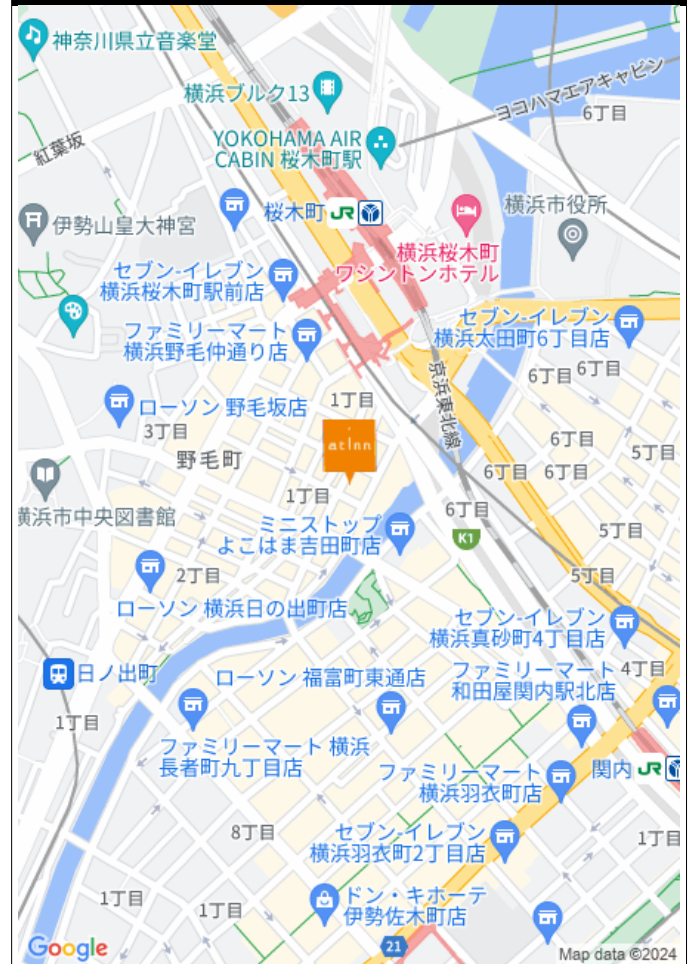 神奈川県立音楽堂
横浜ブルク13
ヨコハマエアキャビン
6丁目
紅葉坂
YOKOHAMA AIR
CABIN 桜木町駅
桜木町 JR
横浜市役所
伊勢山皇大神宮
横浜桜木町
ワシントンホテル
セブン-イレブン
横浜桜木町駅前店
セブン-イレブン
横浜太田町6丁目店
ファミリーマート
横浜野毛仲通り店
京浜東北線
6丁目
6丁目
1丁目
ローソン 野毛坂店
3丁目
at inn
6丁目
5丁目
野毛町
6丁目
6丁目
1丁目
6丁目
横浜市中央図書館
ミニストップ
よこはま吉田町店
K1
5丁目
2丁目
5丁目
ローソン 横浜日の出町店
セブン-イレブン
横浜真砂町4丁目店
日ノ出町
ローソン 福富町東通店
ファミリーマート
和田屋関内駅北店
4丁目
1丁目
ファミリーマート 横浜
長者町九丁目店
ファミリーマート
横浜羽衣町店
関内 JR
8丁目
セブン-イレブン
横浜羽衣町2丁目店
1丁目
1丁目
1丁目
ドン・キホーテ
伊勢佐木町店
21
Google
Map data ©2024